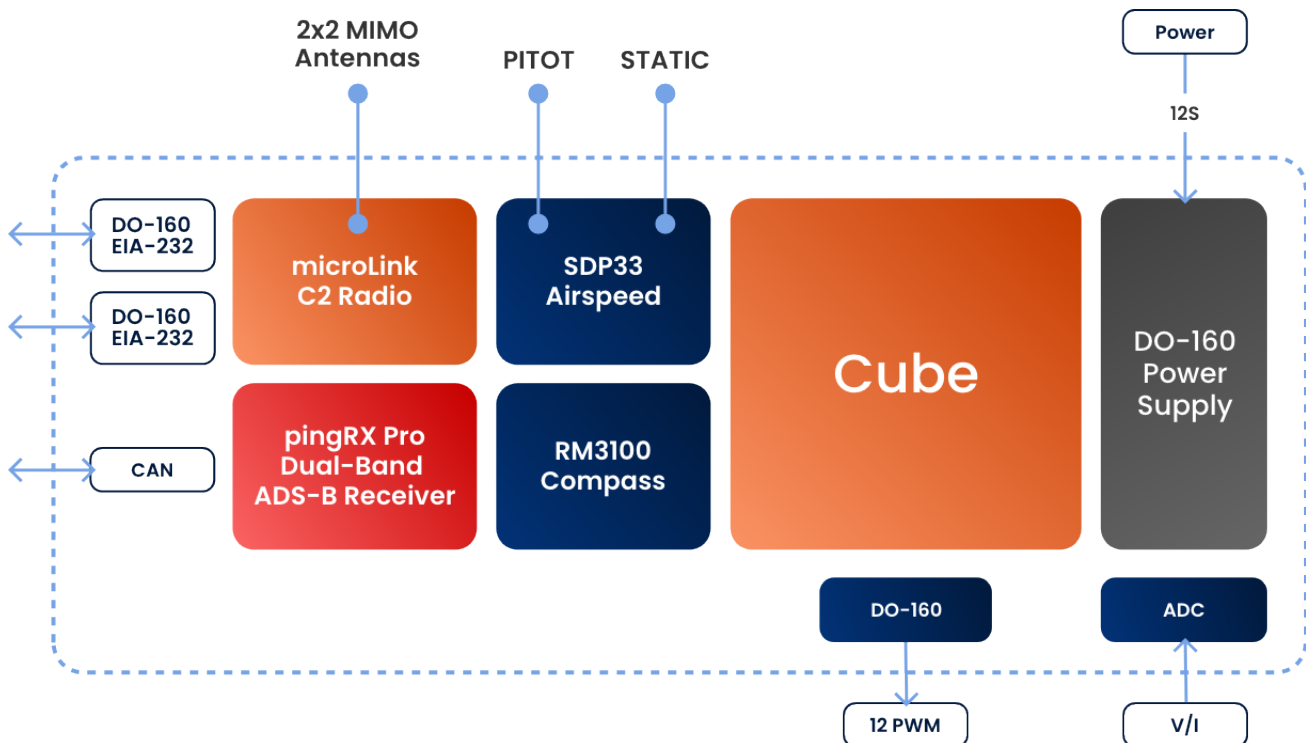 2x2 MIMO
Antennas
PITOT
STATIC
Power
12S
DO-160
EIA-232
DO-160
EIA-232
CAN
microLink
C2 Radio
SDP33
Airspeed
pingRX Pro
Dual-Band
ADS-B Receiver
RM3100
Compass
Cube
DO-160
Power
Supply
DO-160
ADC
12 PWM
V/I